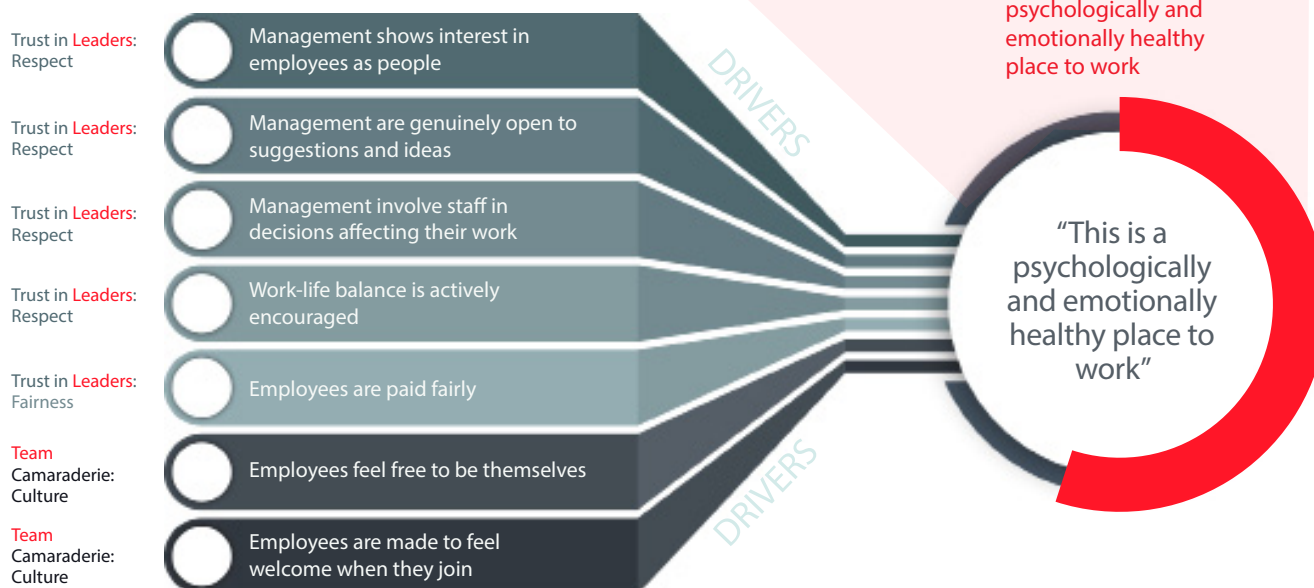 psychologically and
emotionally healthy
place to work
Trust in Leaders:
Respect
Management shows interest in
employees as people
Trust in Leaders:
Respect
Management are genuinely open to
suggestions and ideas
Trust in Leaders:
Respect
Management involve staff in
decisions affecting their work
Trust in Leaders:
Respect
Work-life balance is actively
encouraged
Trust in Leaders:
Fairness
Employees are paid fairly
Team
Camaraderie:
Culture
Employees feel free to be themselves
Team
Camaraderie:
Culture
Employees are made to feel
welcome when they join
DRIVERS
DRIVERS
“This is a
psychologically
and emotionally
healthy place to
work”